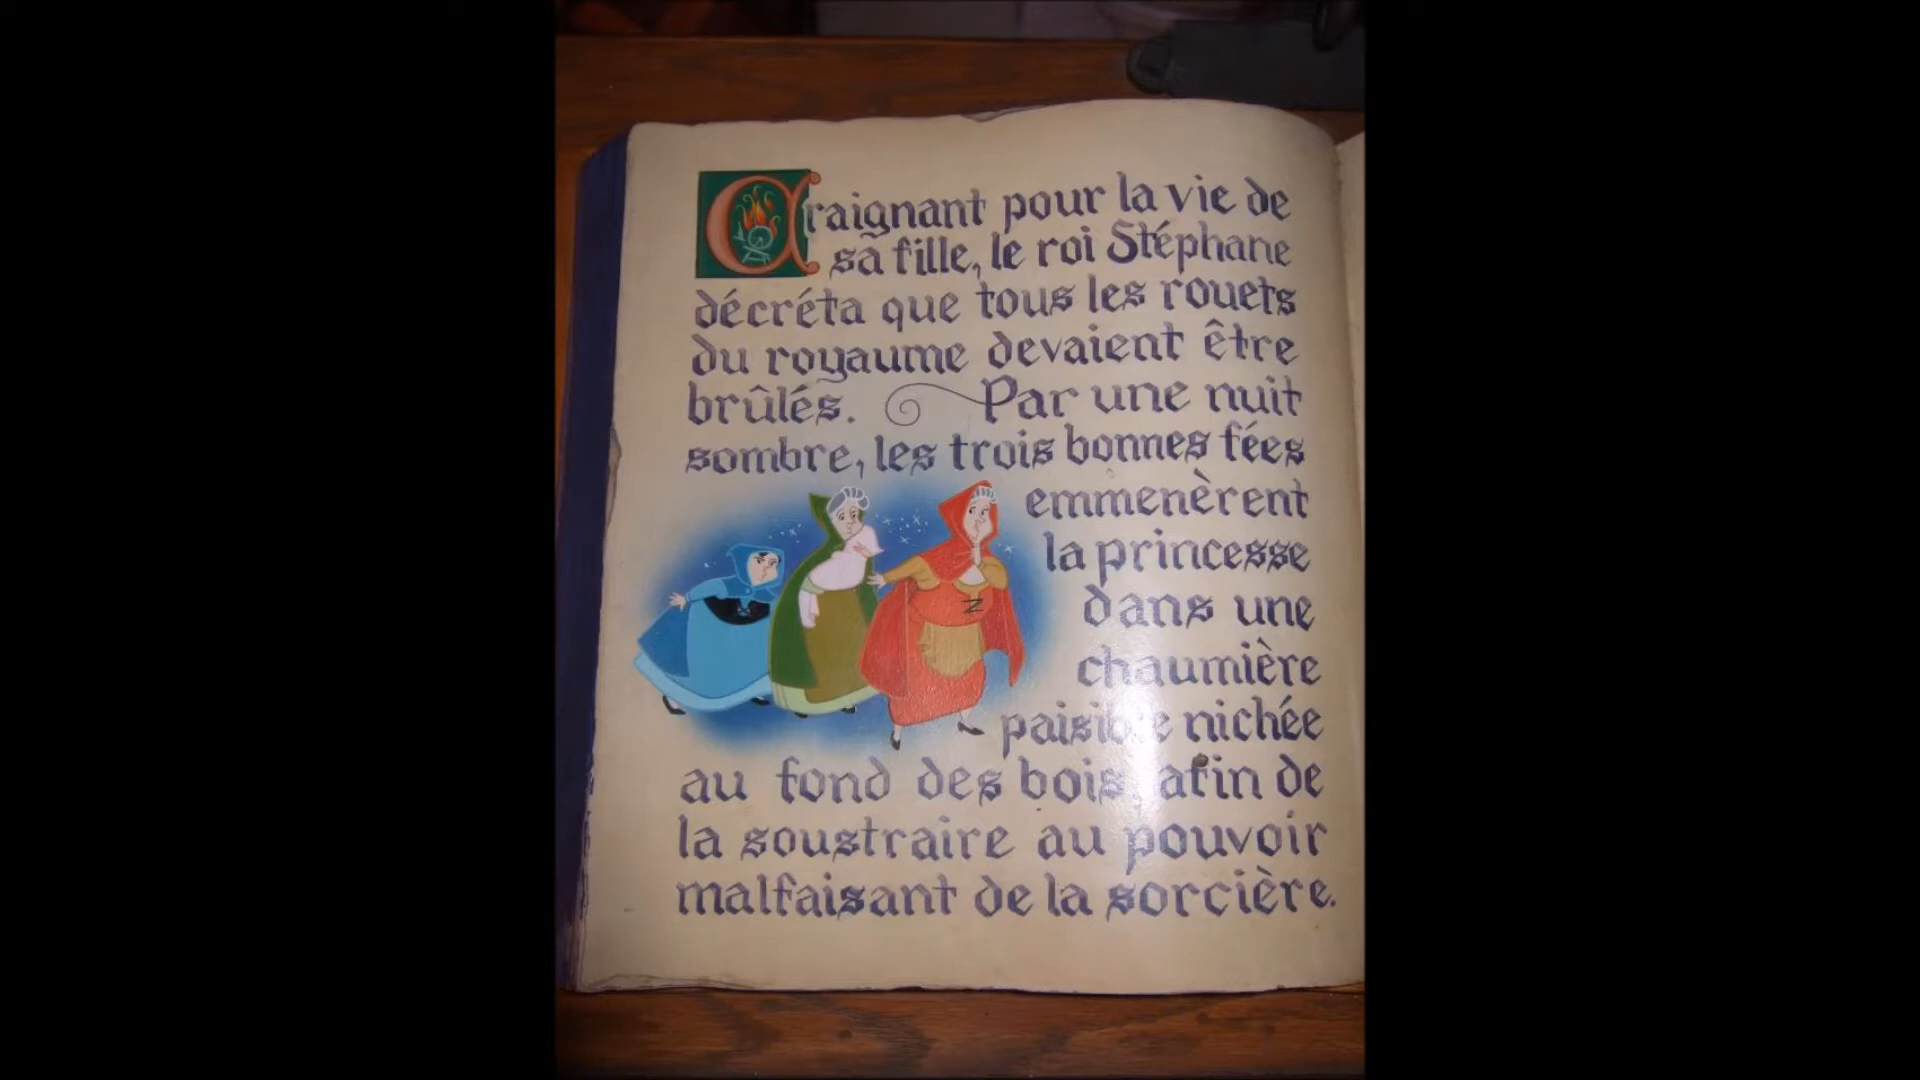 Craignant pour la vie de
sa fille, le roi Stéphane
décréta que tous les rouets
du royaume devaient être
brûlés. Par une nuit
sombre, les trois bonnes fées
emmenèrent
la princesse
dans une
chaumière
paisible nichée
au fond des bois, afin de
la soustraire au pouvoir
malfaisant de la sorcière.